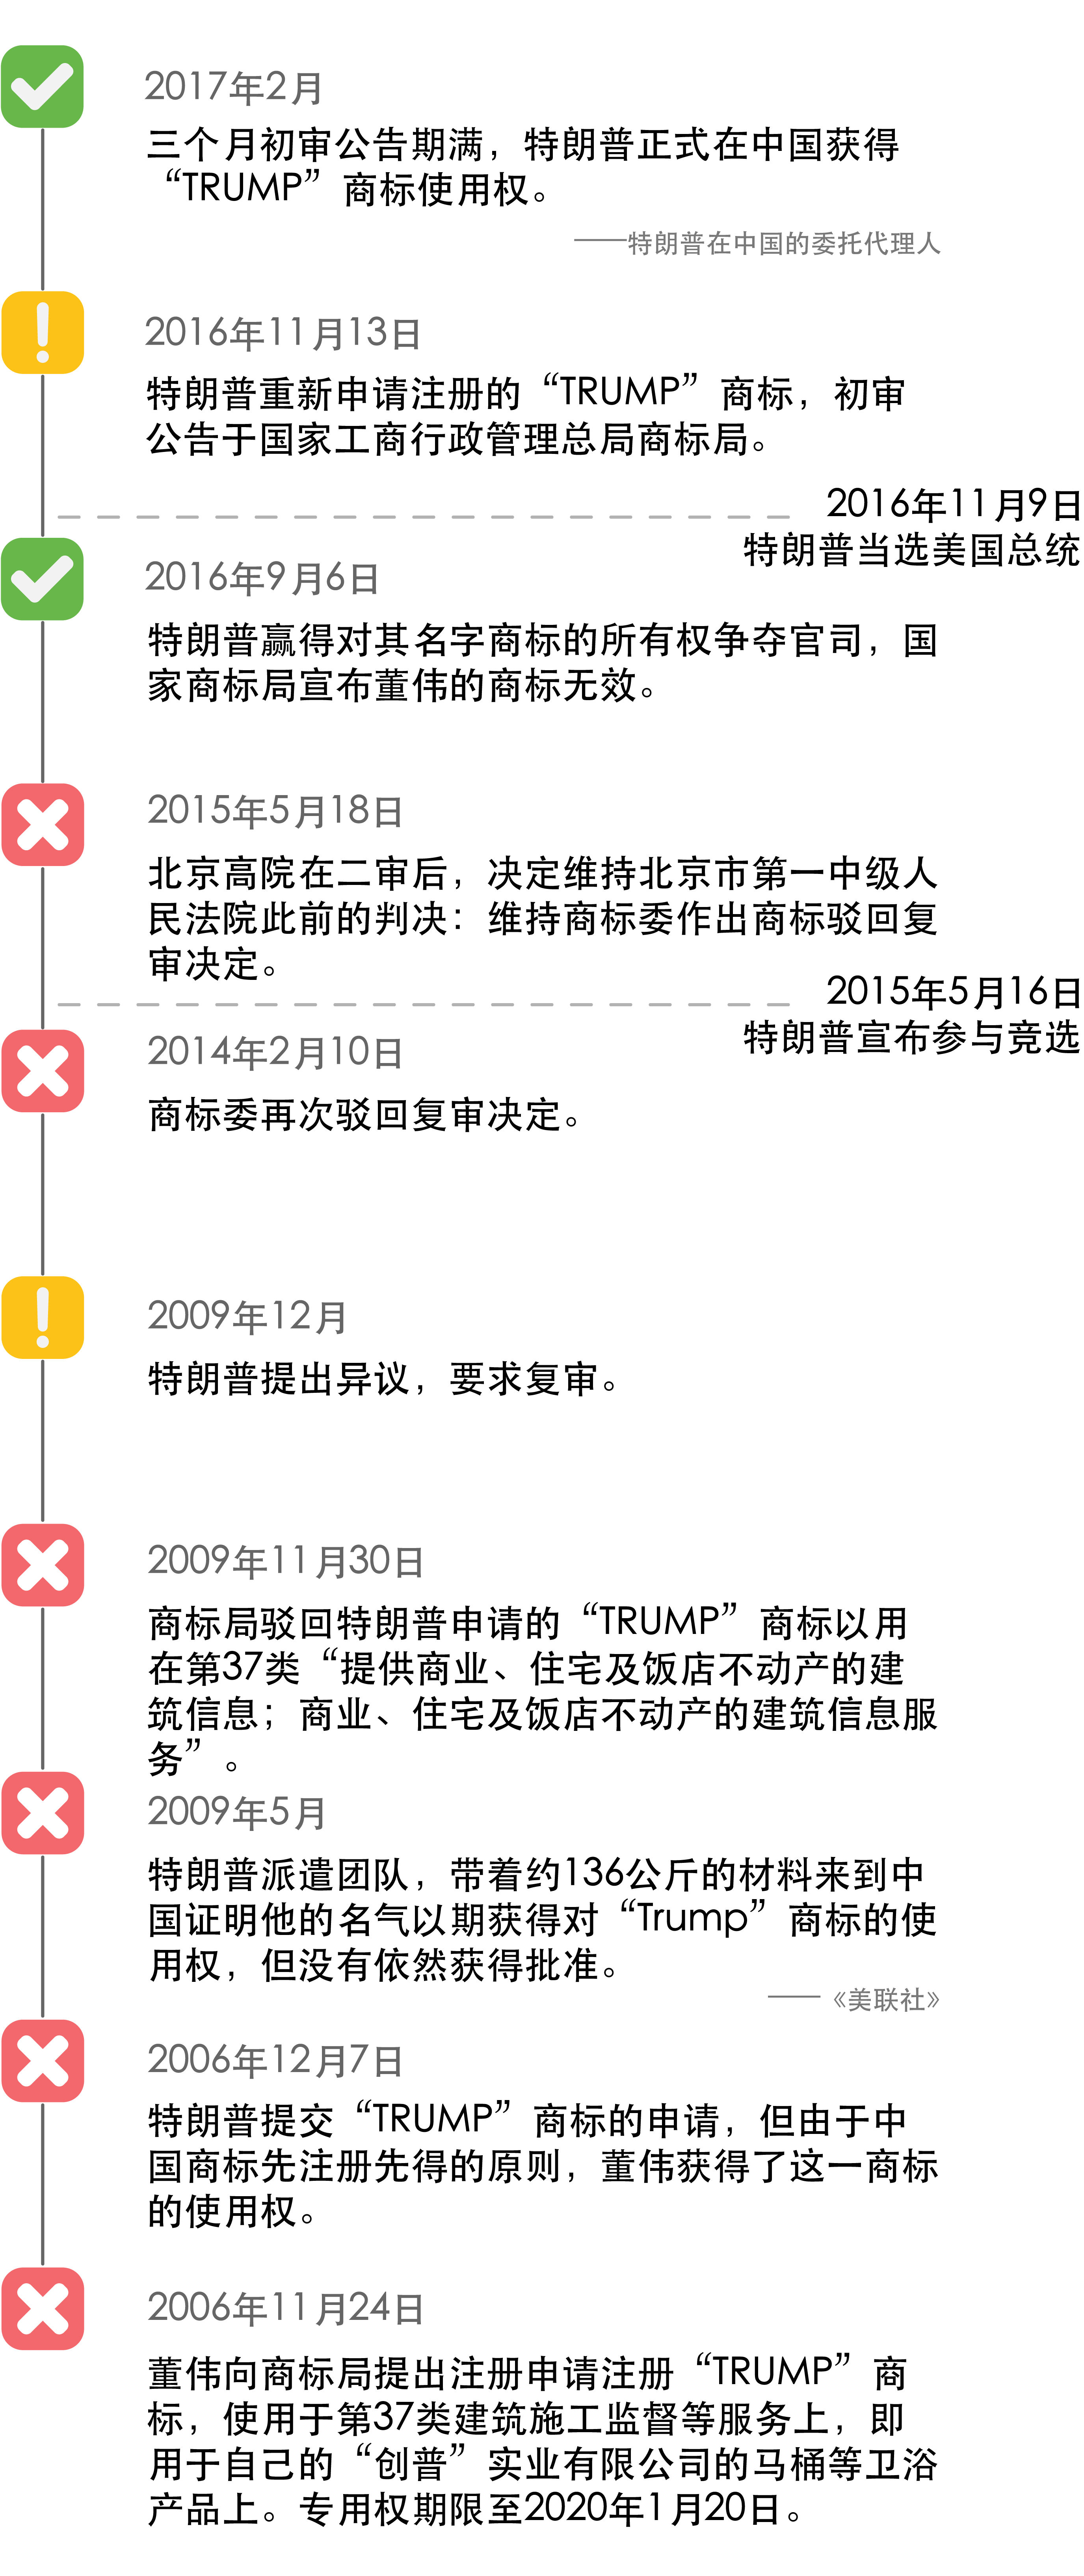 2017年2月
三个月初审公告期满，特朗普正式在中国获得
“TRUMP”商标使用权。
——特朗普在中国的委托代理人
2016年11月13日
特朗普重新申请注册的“TRUMP”商标，初审
公告于国家工商行政管理总局商标局。
2016年11月9日
特朗普当选美国总统
2016年9月6日
特朗普赢得对其名字商标的所有权争夺官司，国
家商标局宣布董伟的商标无效。
2015年5月18日
北京高院在二审后，决定维持北京市第一中级人
民法院此前的判决：维持商标委作出商标驳回复
审决定。
2015年5月16日
特朗普宣布参与竞选
2014年2月10日
商标委再次驳回复审决定。
2009年12月
特朗普提出异议，要求复审。
2009年11月30日
商标局驳回特朗普申请的“TRUMP”商标以用
在第37类“提供商业、住宅及饭店不动产的建
筑信息；商业、住宅及饭店不动产的建筑信息服
务”。
2009年5月
特朗普派遣团队，带着约136公斤的材料来到中
国证明他的名气以期获得对“Trump”商标的使
用权，但没有依然获得批准。
——《美联社》
2006年12月7日
特朗普提交“TRUMP”商标的申请，但由于中
国商标先注册先得的原则，董伟获得了这一商标
的使用权。
2006年11月24日
董伟向商标局提出注册申请注册“TRUMP”商
标，使用于第37类建筑施工监督等服务上，即
用于自己的“创普”实业有限公司的马桶等卫浴
产品上。专用权期限至2020年1月20日。